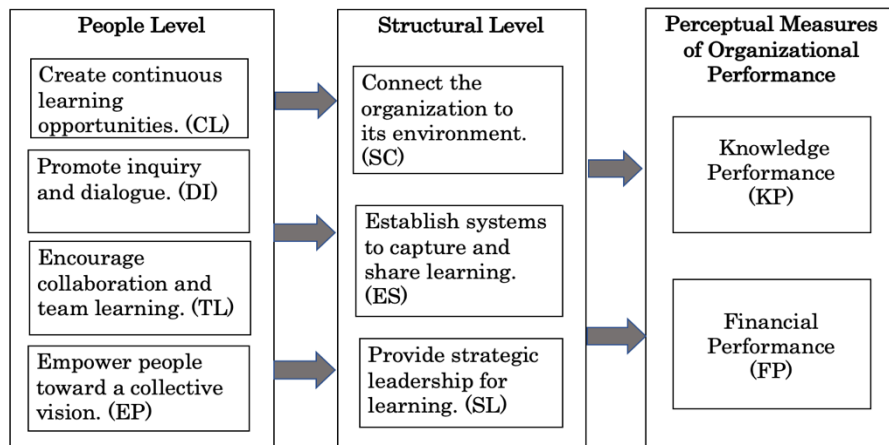 People Level
Create continuous
learning
opportunities. (CL)
Promote inquiry
and dialogue. (DI)
Encourage
collaboration and
team learning. (TL)
Empower people
toward a collective
vision. (EP)
Structural Level
Connect the
organization to
its environment.
(SC)
Establish systems
to capture and
share learning.
(ES)
Provide strategic
leadership for
learning. (SL)
Perceptual Measures
of Organizational
Performance
Knowledge
Performance
(KP)
Financial
Performance
(FP)